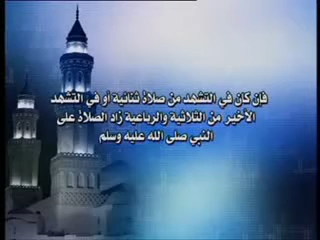 فإن كان في التشهد من صلاة ثنائية أو في التشهد
الأخير من الثلاثية والرباعية زاد الصلاة على
النبي صلى الله عليه وسلم